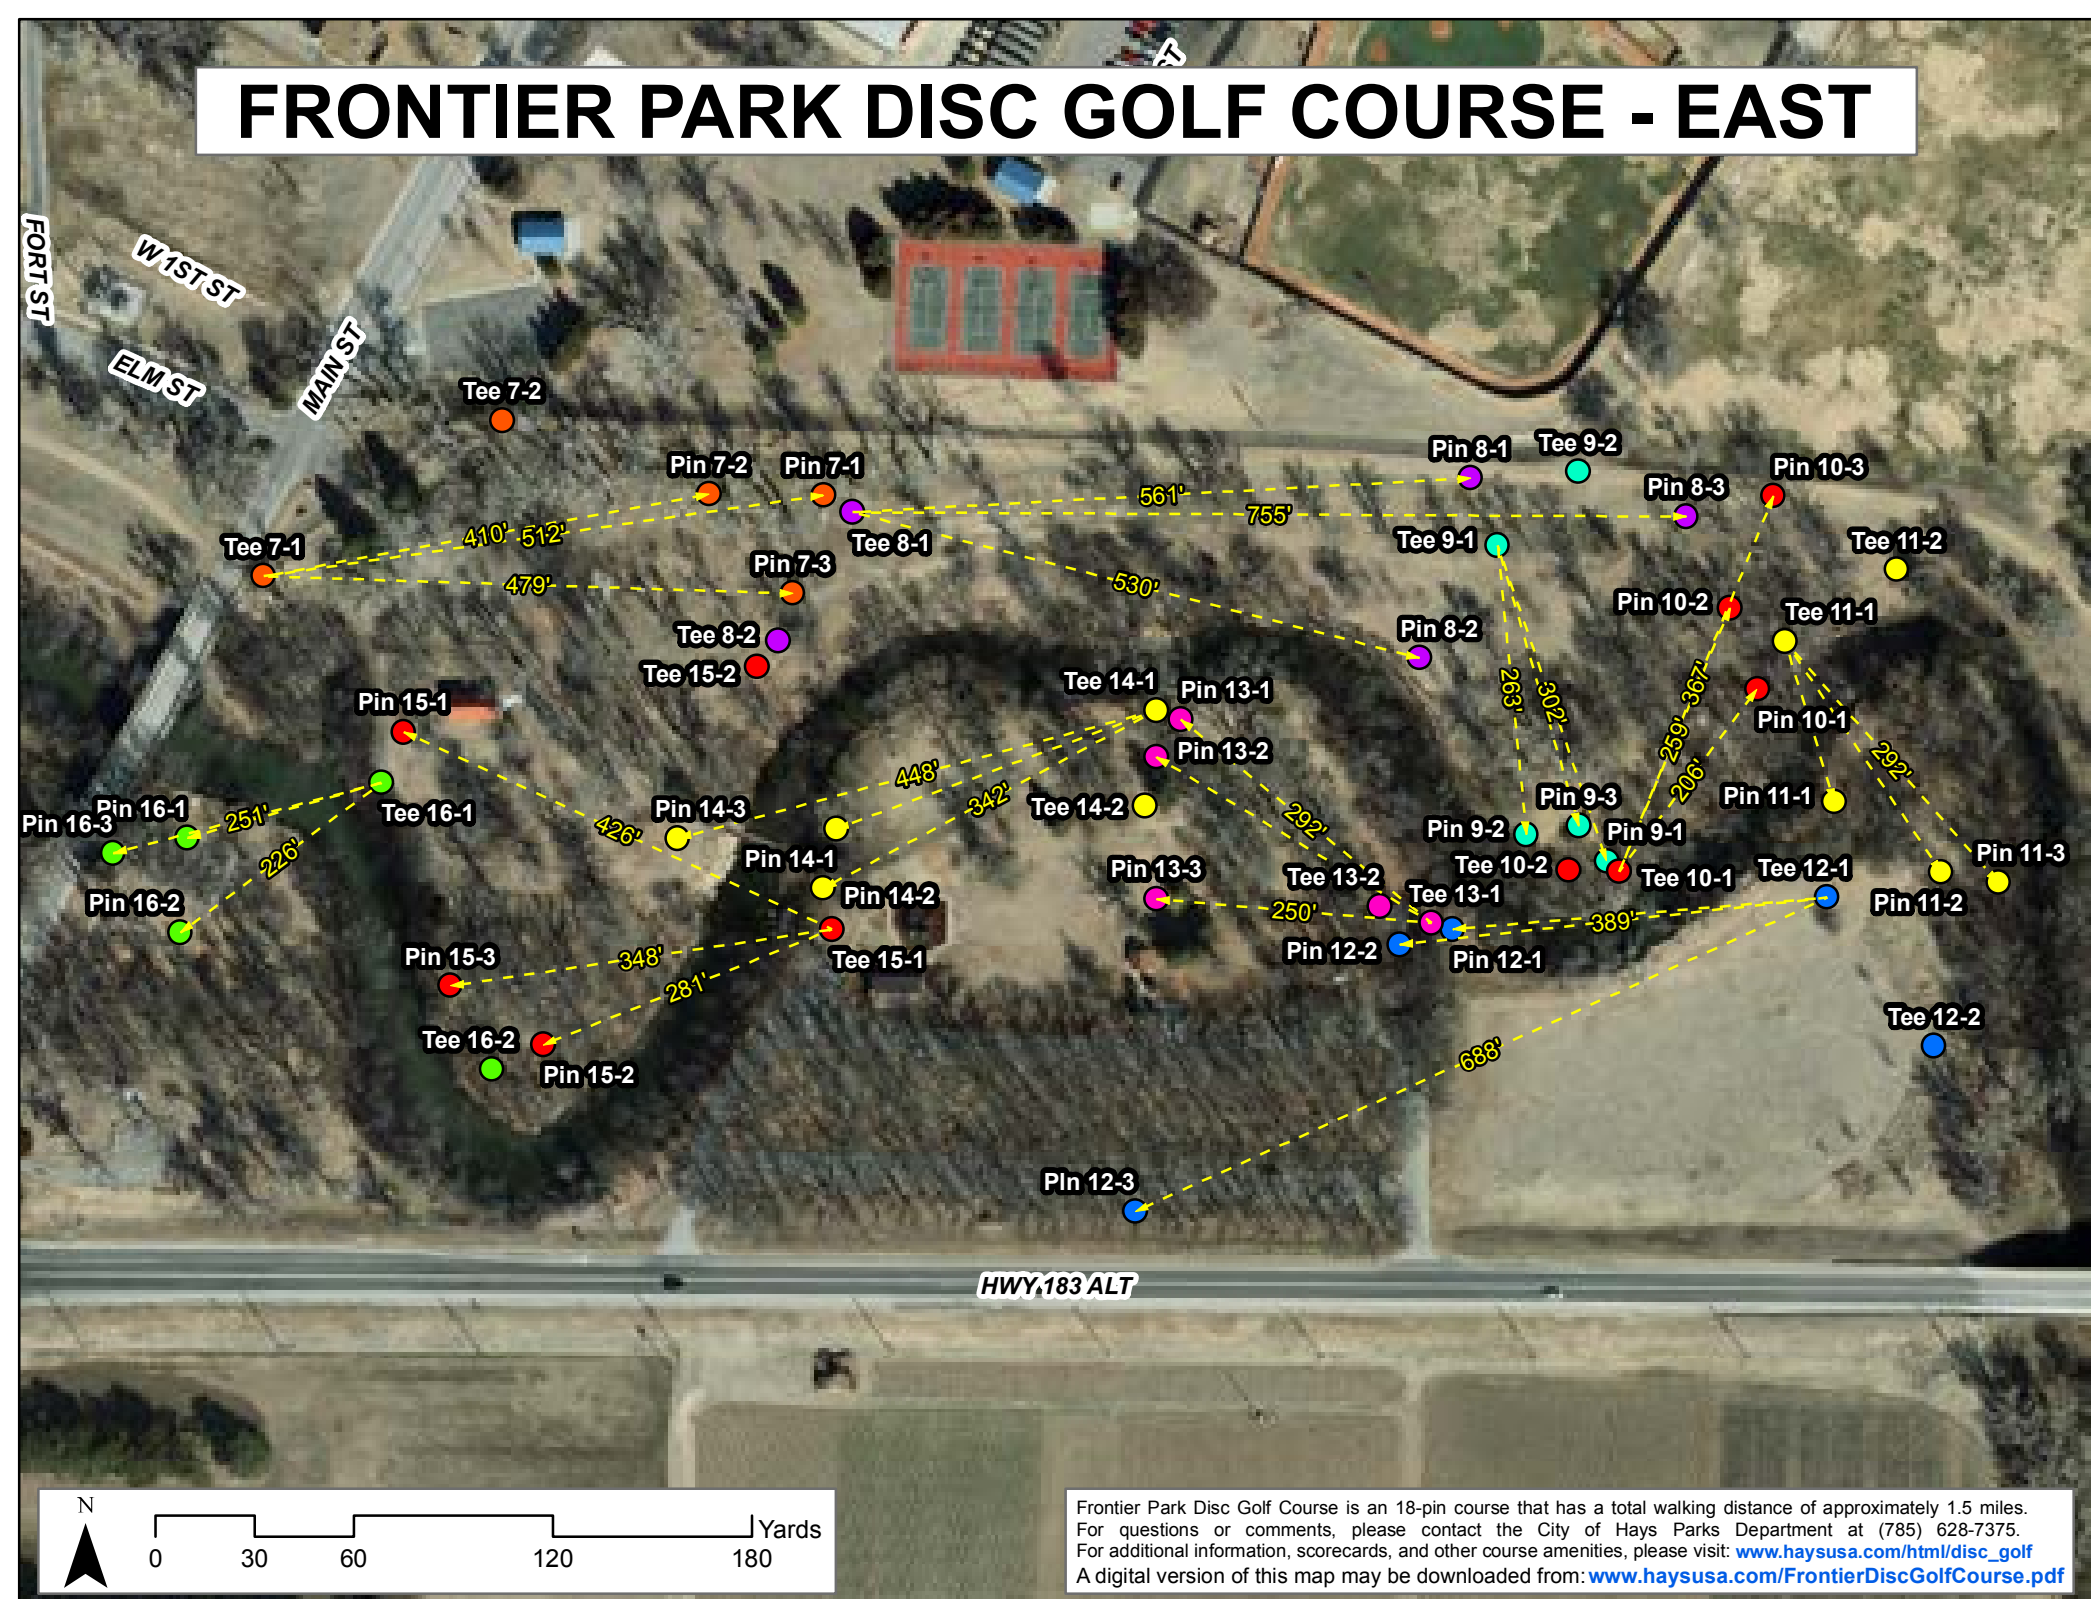 ST
FRONTIER PARK DISC GOLF COURSE - EAST
FORT ST
W 1ST ST
ELM ST
MAIN ST
Tee 7-2
Pin 7-2
Pin 7-1
Pin 8-1
Tee 9-2
Pin 10-3
Pin 8-3
561'
755'
410'
512'
Tee 7-1
Tee 8-1
Tee 9-1
Tee 11-2
Pin 7-3
479'
530'
Pin 10-2
Tee 11-1
Tee 8-2
Pin 8-2
Tee 15-2
Tee 14-1
Pin 13-1
263'
302'
367'
Pin 15-1
Pin 10-1
259'
Pin 13-2
448'
206'
292'
342'
Tee 14-2
Pin 9-3
Pin 11-1
Pin 16-1
Pin 16-3
251'
Tee 16-1
Pin 14-3
426'
292'
Pin 9-2
Pin 9-1
226'
Pin 14-1
Pin 13-3
Tee 13-2
Tee 10-2
Tee 10-1
Tee 12-1
Pin 11-3
Pin 16-2
Pin 14-2
250'
Tee 13-1
389'
Pin 11-2
Pin 15-3
348'
Tee 15-1
Pin 12-2
Pin 12-1
281'
Tee 16-2
Pin 15-2
688'
Tee 12-2
PIn 12-3
HWY 183 ALT
N
Yards
0 30 60 120 180
Frontier Park Disc Golf Course is an 18-pin course that has a total walking distance of approximately 1.5 miles.
For questions or comments, please contact the City of Hays Parks Department at (785) 628-7375.
For additional information, scorecards, and other course amenities, please visit: www.haysusa.com/html/disc_golf
A digital version of this map may be downloaded from: www.haysusa.com/FrontierDiscGolfCourse.pdf